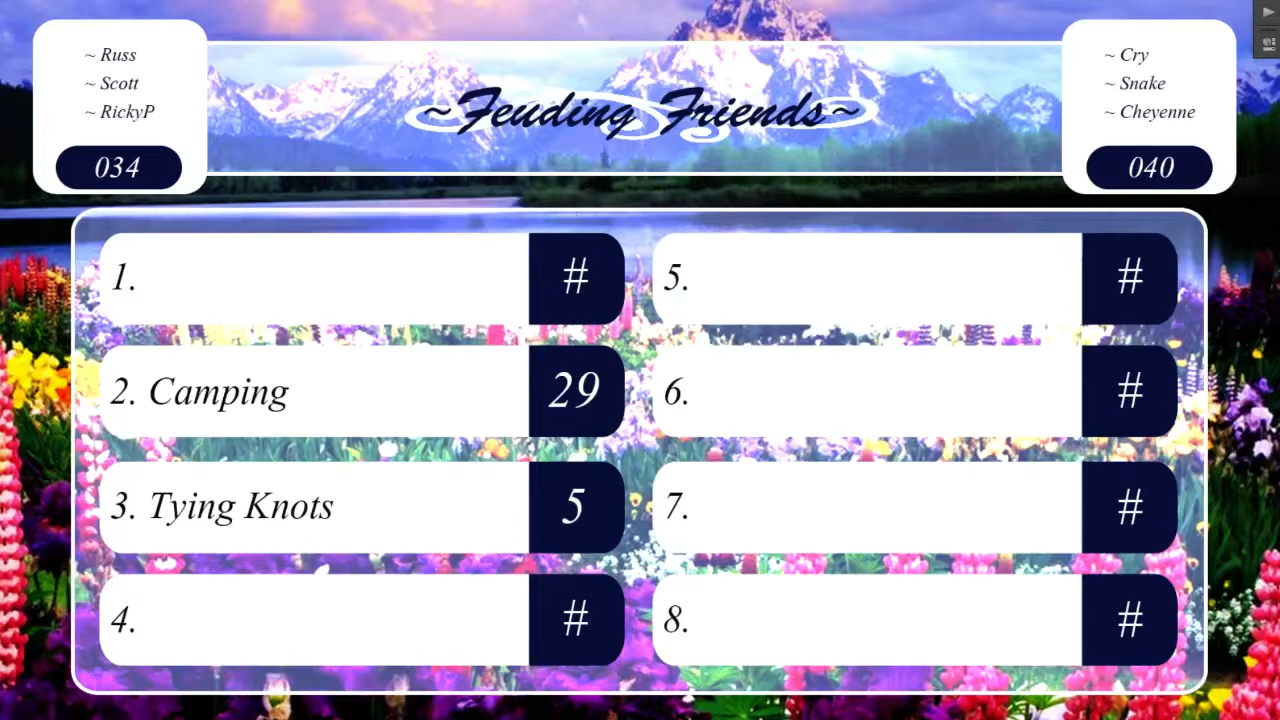 ~ Russ
~ Scott
~ RickyP
034
~Feuding Friends~
~ Cry
~ Snake
~ Cheyenne
040
1. #
2. Camping 29
3. Tying Knots 5
4. #
5. #
6. #
7. #
8. #